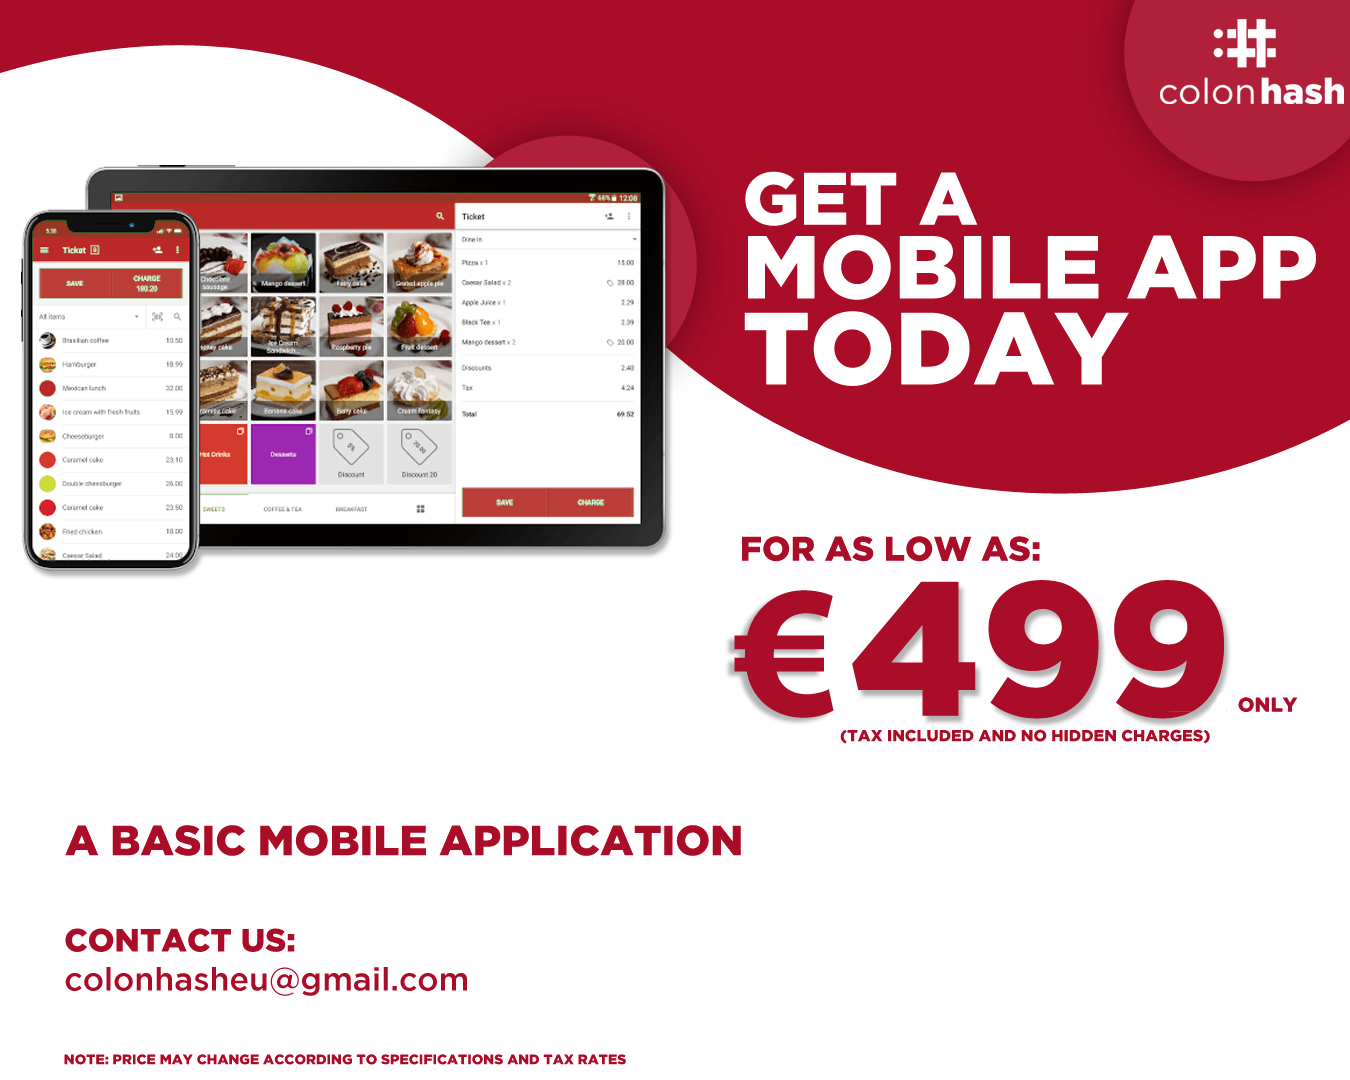 colonhash
GET A
MOBILE APP
TODAY
12:08
Ticket
Dine in
Pizza x 1 15.00
Caesar Salad x 2 28.00
Apple Juice x 1 2.29
Black Tea x 1 2.39
Mango dessert x 2 20.00
Discounts 2.40
Tax 4.24
Total 69.52
SAVE CHARGE
Chocolate
sausage
Mango dessert
Fairy cake
Grated apple pie
Honey cake
Ice Cream
Sandwich
Raspberry pie
Fruit dessert
Banana cake
Berry cake
Cream fantasy
Hot Drinks
Desserts
5%
Discount
20.00
Discount 20
SWEETS
COFFEE & TEA
BREAKFAST
Ticket
SAVE
CHARGE
180.20
All items
Brasilian coffee 10.50
Hamburger 18.99
Mexican lunch 32.00
Ice cream with fresh fruits 15.99
Cheeseburger 8.00
Caramel cake 23.10
Double cheesburger 26.00
Caramel cake 23.50
Fried chicken 18.00
Caesar Salad 24.00
FOR AS LOW AS:
€499 ONLY
(TAX INCLUDED AND NO HIDDEN CHARGES)
A BASIC MOBILE APPLICATION
CONTACT US:
colonhasheu@gmail.com
NOTE: PRICE MAY CHANGE ACCORDING TO SPECIFICATIONS AND TAX RATES